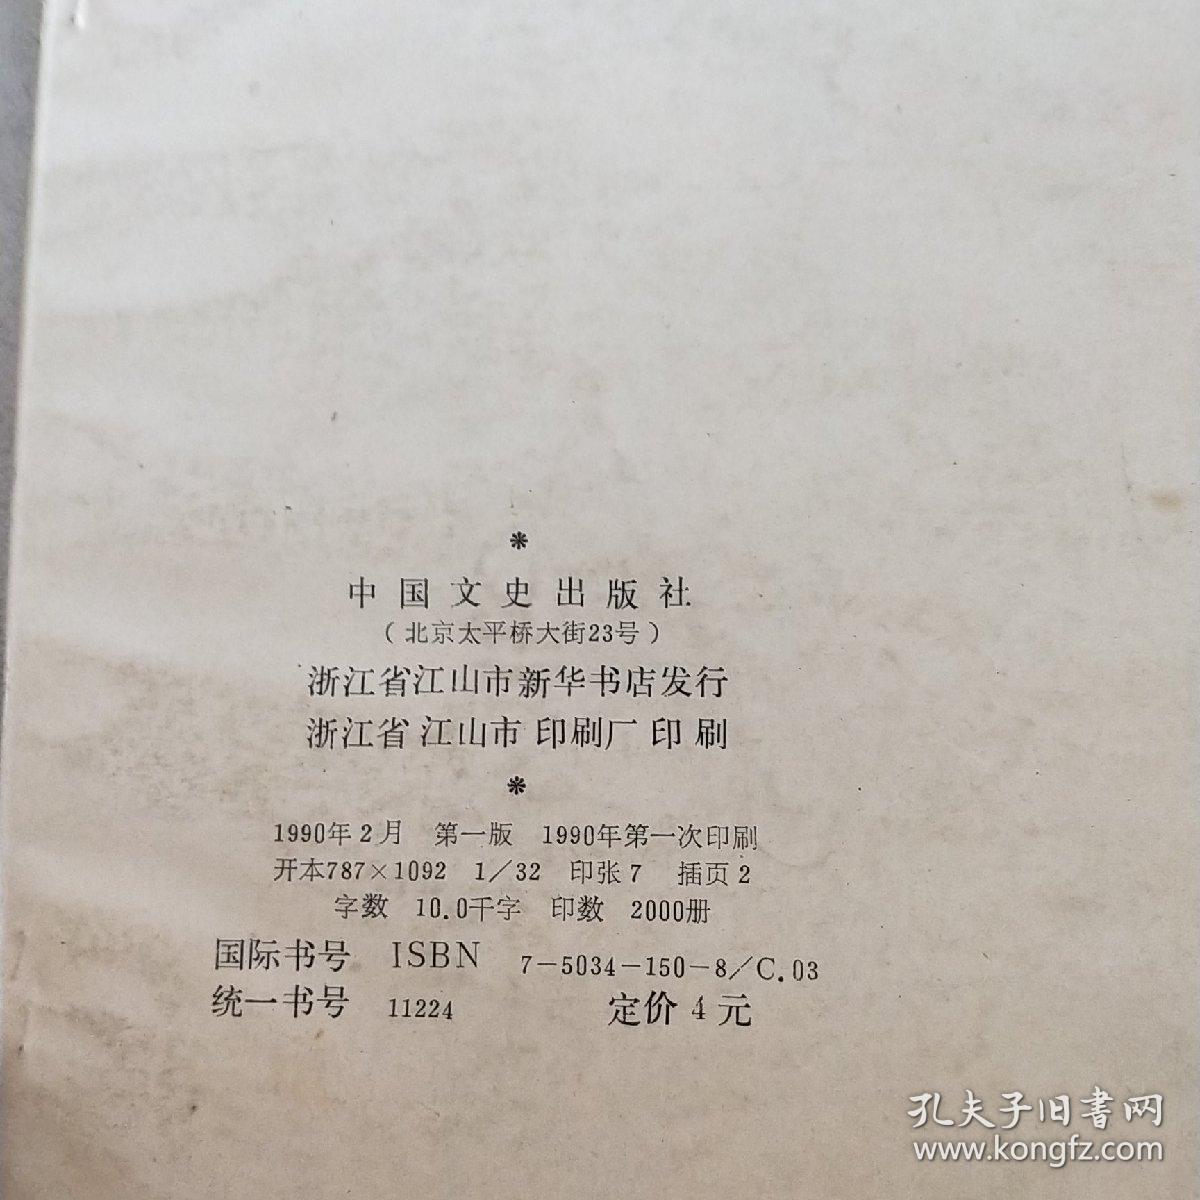 *
中国文史出版社
（北京太平桥大街23号）
浙江省江山市新华书店发行
浙江省江山市印刷厂印刷
*
1990年2月 第一版 1990年第一次印刷
开本787×1092 1／32 印张7 插页2
字数 10.0千字 印数 2000册
国际书号 ISBN 7-5034-150-8/C.03
统一书号 11224 定价4元
孔夫子旧書网
www.kongfz.com